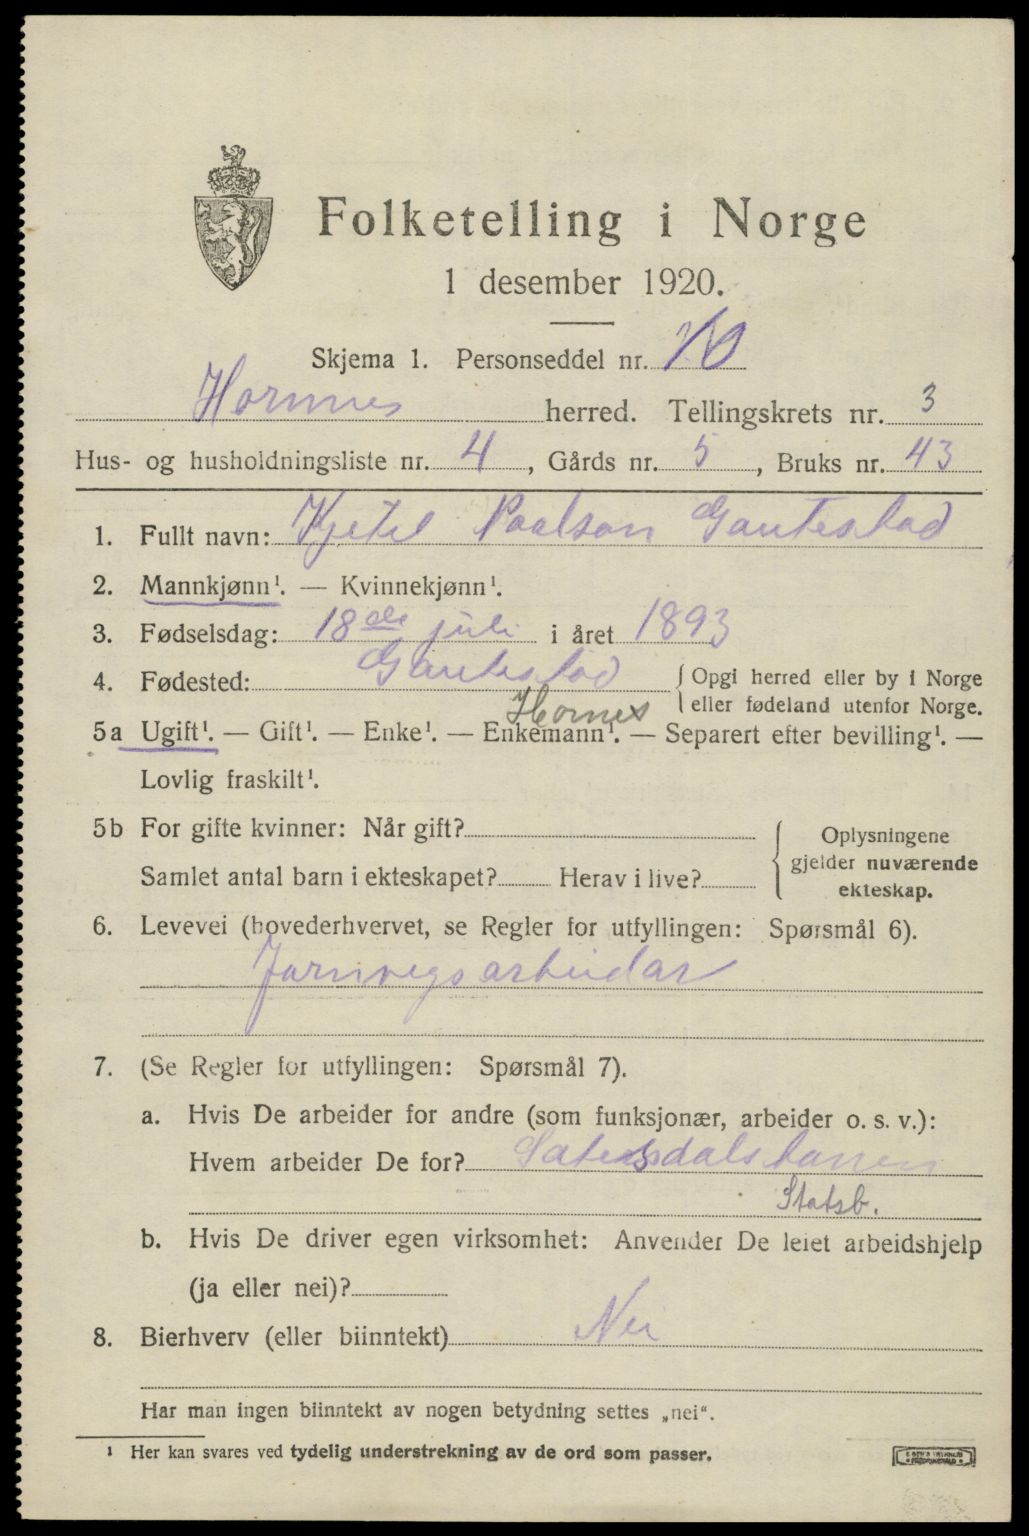 Folketelling i Norge
1 desember 1920.
Skjema 1. Personseddel nr. 10
Hornnes herred. Tellingskrets nr. 3
Hus- og husholdningsliste nr. 4, Gårds nr. 5, Bruks nr. 43
1. Fullt navn: Kjetil Paalson Gautestad
2. Mannkjønn¹. — Kvinnekjønn¹.
3. Fødselsdag: 18de juli i året 1893
4. Fødested: Gautestad { Opgi herred eller by i Norge
eller fødeland utenfor Norge.
Hornes
5a Ugift¹. — Gift¹. — Enke¹. — Enkemann¹. — Separert efter bevilling¹. —
Lovlig fraskilt¹.
5b For gifte kvinner: Når gift?
Samlet antal barn i ekteskapet? Herav i live?
{ Oplysningene
gjelder nuværende
ekteskap.
6. Levevei (hovederhvervet, se Regler for utfyllingen: Spørsmål 6).
Jarnvegsarbeidar
7. (Se Regler for utfyllingen: Spørsmål 7).
a. Hvis De arbeider for andre (som funksjonær, arbeider o. s. v.):
Hvem arbeider De for? Setesdalsbanen
Statsb.
b. Hvis De driver egen virksomhet: Anvender De leiet arbeidshjelp
(ja eller nei)?
8. Bierhverv (eller biinntekt) Nei
Har man ingen biinntekt av nogen betydning settes „nei“.
¹ Her kan svares ved tydelig understrekning av de ord som passer.